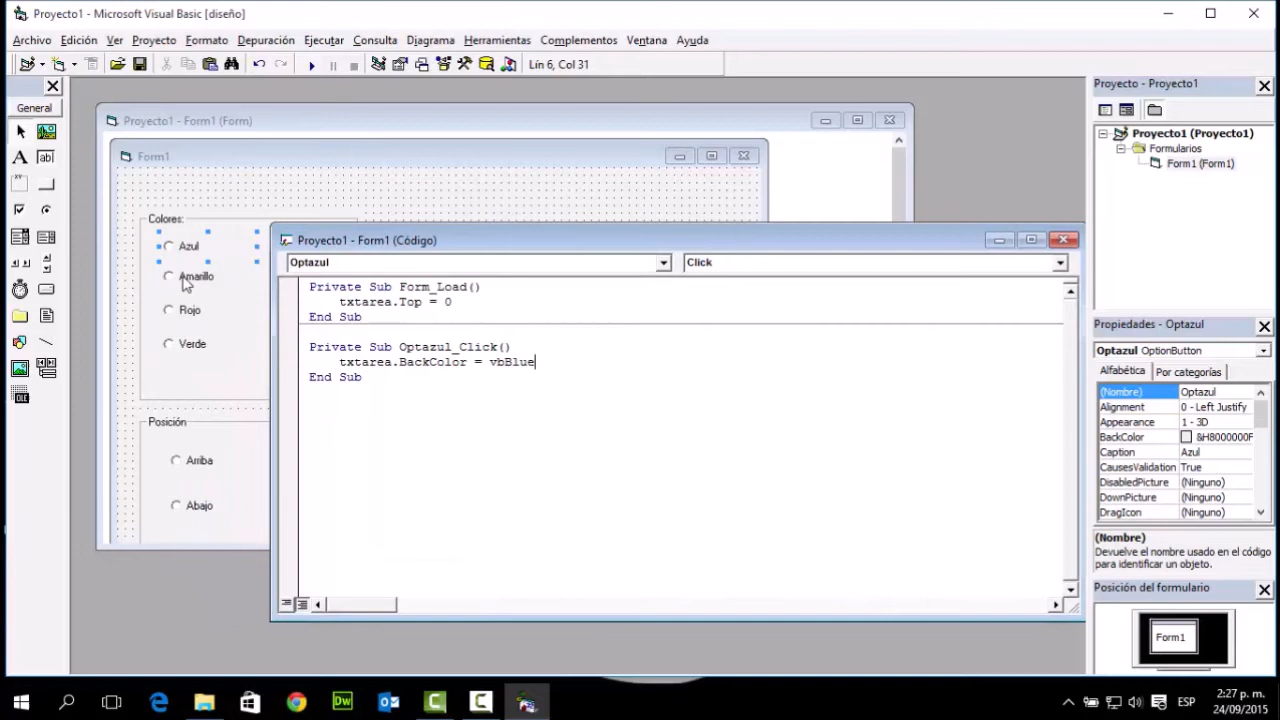 Proyecto1 - Microsoft Visual Basic [diseño]
Archivo Edición Ver Proyecto Formato Depuración Ejecutar Consulta Diagrama Herramientas Complementos Ventana Ayuda
Lín 6, Col 31
General
A
ab|
XY
OLE
Proyecto1 - Form1 (Form)
Form1
Colores:
Azul
Amarillo
Rojo
Verde
Posición
Arriba
Abajo
Proyecto1 - Form1 (Código)
Optazul
Click
Private Sub Form_Load()
txtarea.Top = 0
End Sub
Private Sub Optazul_Click()
txtarea.BackColor = vbBlue
End Sub
Proyecto - Proyecto1
Proyecto1 (Proyecto1)
Formularios
Form1 (Form1)
Propiedades - Optazul
Optazul OptionButton
Alfabética Por categorías
(Nombre) Optazul
Alignment 0 - Left Justify
Appearance 1 - 3D
BackColor &H8000000F
Caption Azul
CausesValidation True
DisabledPicture (Ninguno)
DownPicture (Ninguno)
DragIcon (Ninguno)
(Nombre)
Devuelve el nombre usado en el código
para identificar un objeto.
Posición del formulario
Form1
Dw
ESP
2:27 p. m.
24/09/2015